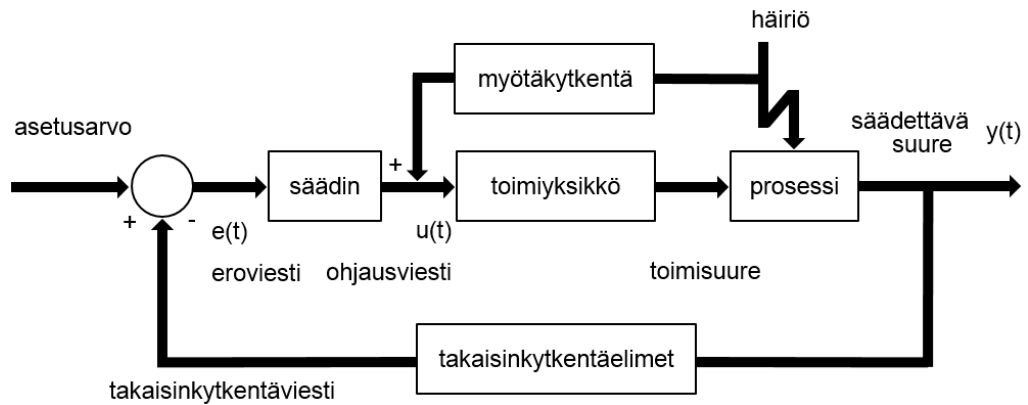 häiriö
myötäkytkentä
asetusarvo
säädettävä
suure
y(t)
+
säädin
toimiyksikkö
prosessi
+
-
e(t)
u(t)
eroviesti
ohjausviesti
toimisuure
takaisinkytkentäelimet
takaisinkytkentäviesti